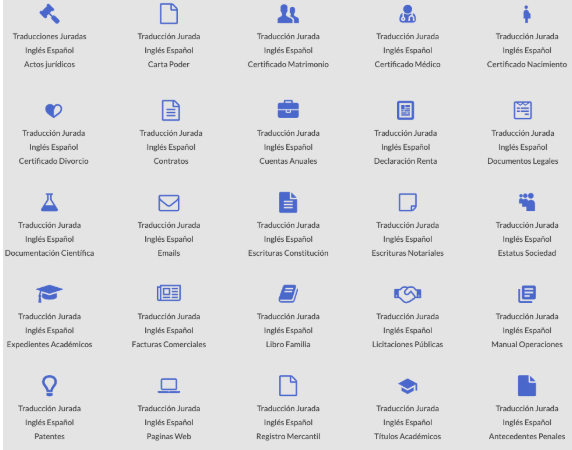 Traducciones Juradas
Inglés Español
Actos jurídicos
Traducción Jurada
Inglés Español
Carta Poder
Traducción Jurada
Inglés Español
Certificado Matrimonio
Traducción Jurada
Inglés Español
Certificado Médico
Traducción Jurada
Inglés Español
Certificado Nacimiento
Traducción Jurada
Inglés Español
Certificado Divorcio
Traducción Jurada
Inglés Español
Contratos
Traducción Jurada
Inglés Español
Cuentas Anuales
Traducción Jurada
Inglés Español
Declaración Renta
Traducción Jurada
Inglés Español
Documentos Legales
Traducción Jurada
Inglés Español
Documentación Científica
Traducción Jurada
Inglés Español
Emails
Traducción Jurada
Inglés Español
Escrituras Constitución
Traducción Jurada
Inglés Español
Escrituras Notariales
Traducción Jurada
Inglés Español
Estatus Sociedad
Traducción Jurada
Inglés Español
Expedientes Académicos
Traducción Jurada
Inglés Español
Facturas Comerciales
Traducción Jurada
Inglés Español
Libro Familia
Traducción Jurada
Inglés Español
Licitaciones Públicas
Traducción Jurada
Inglés Español
Manual Operaciones
Traducción Jurada
Inglés Español
Patentes
Traducción Jurada
Inglés Español
Paginas Web
Traducción Jurada
Inglés Español
Registro Mercantil
Traducción Jurada
Inglés Español
Títulos Académicos
Traducción Jurada
Inglés Español
Antecedentes Penales